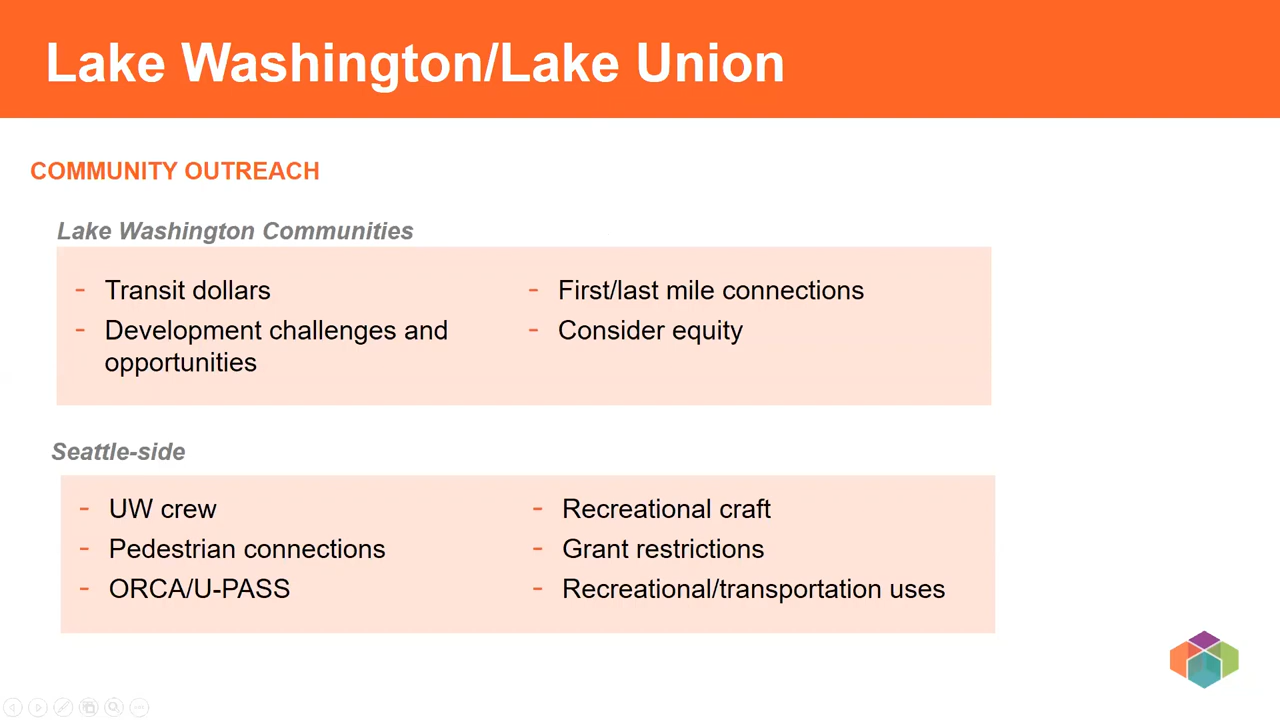 Lake Washington/Lake Union
COMMUNITY OUTREACH
Lake Washington Communities
- Transit dollars
- Development challenges and
opportunities
- First/last mile connections
- Consider equity
Seattle-side
- UW crew
- Pedestrian connections
- ORCA/U-PASS
- Recreational craft
- Grant restrictions
- Recreational/transportation uses